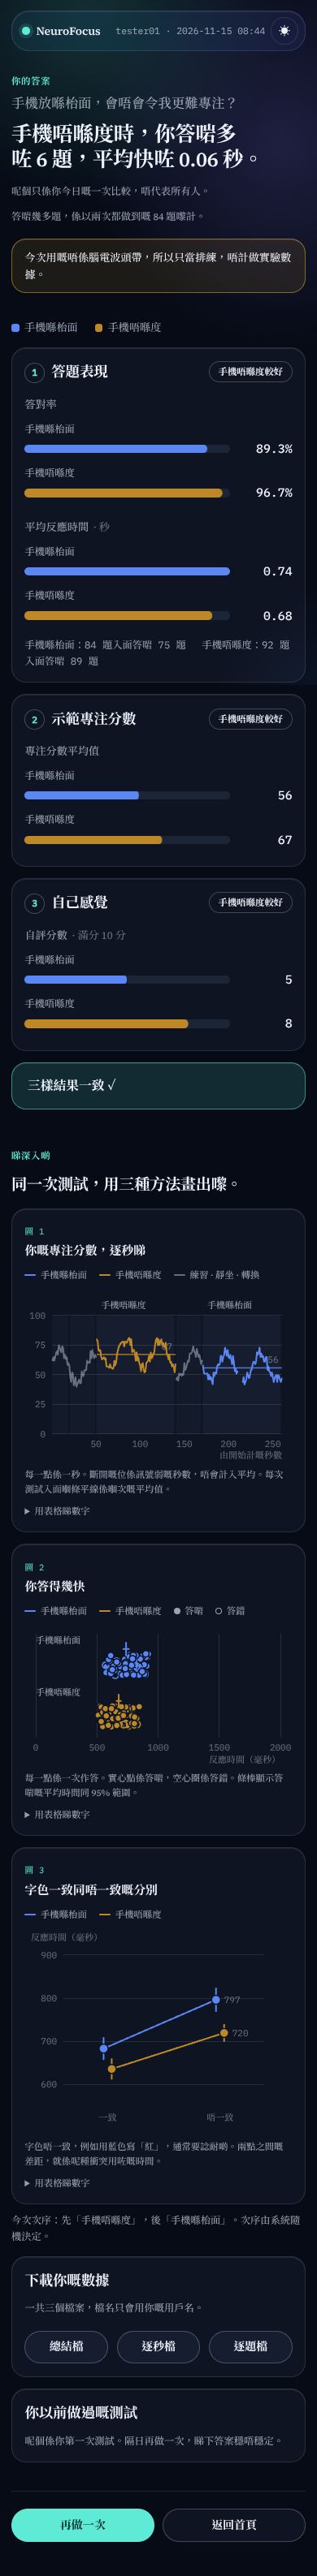 NeuroFocus
tester01 · 2026-11-15 08:44
你的答案
手機放喺枱面，會唔會令我更難專注？
手機唔喺度時，你答啱多
咗 6 題，平均快咗 0.06 秒。
呢個只係你今日嘅一次比較，唔代表所有人。
答啱幾多題，係以兩次都做到嘅 84 題嚟計。
今次用嘅唔係腦電波頭帶，所以只當排練，唔計做實驗數
據。
手機喺枱面 手機唔喺度
1 答題表現 手機唔喺度較好
答對率
手機喺枱面
89.3%
手機唔喺度
96.7%
平均反應時間 · 秒
手機喺枱面
0.74
手機唔喺度
0.68
手機喺枱面：84 題入面答啱 75 題 手機唔喺度：92 題
入面答啱 89 題
2 示範專注分數 手機唔喺度較好
專注分數平均值
手機喺枱面
56
手機唔喺度
67
3 自己感覺 手機唔喺度較好
自評分數 · 滿分 10 分
手機喺枱面
5
手機唔喺度
8
三樣結果一致 ✓
睇深入啲
同一次測試，用三種方法畫出嚟。
圖 1
你嘅專注分數，逐秒睇
手機喺枱面 手機唔喺度 練習 · 靜坐 · 轉換
手機唔喺度 手機喺枱面
100
75
50
25
0
67
56
50 100 150 200 250
由開始計嘅秒數
每一點係一秒。斷開嘅位係訊號弱嘅秒數，唔會計入平均。每次
測試入面嗰條平線係嗰次嘅平均值。
▶ 用表格睇數字
圖 2
你答得幾快
手機喺枱面 手機唔喺度 答啱 答錯
手機喺枱面
手機唔喺度
0 500 1000 1500 2000
反應時間（毫秒）
每一點係一次作答。實心點係答啱，空心圈係答錯。條棒顯示答
啱嘅平均時間同 95% 範圍。
▶ 用表格睇數字
圖 3
字色一致同唔一致嘅分別
手機喺枱面 手機唔喺度
反應時間（毫秒）
900
800
700
600
797
720
一致 唔一致
字色唔一致，例如用藍色寫「紅」，通常要諗耐啲。兩點之間嘅
差距，就係呢種衝突用咗嘅時間。
▶ 用表格睇數字
今次次序：先「手機唔喺度」，後「手機喺枱面」。次序由系統隨
機決定。
下載你嘅數據
一共三個檔案，檔名只會用你嘅用戶名。
總結檔 逐秒檔 逐題檔
你以前做過嘅測試
呢個係你第一次測試。隔日再做一次，睇下答案穩唔穩定。
再做一次 返回首頁